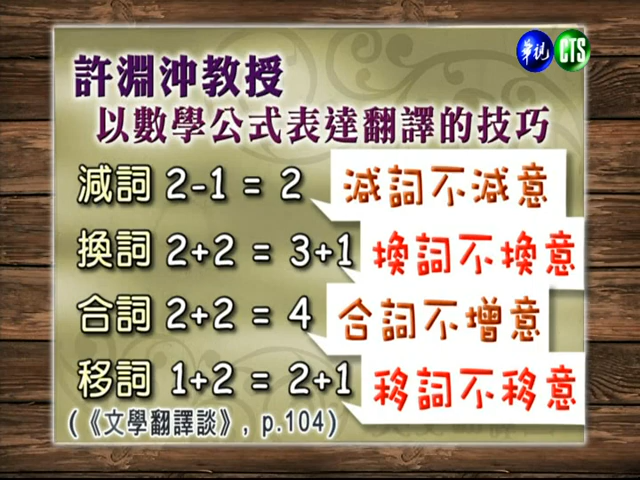 華視 CTS
許淵沖教授
以數學公式表達翻譯的技巧
減詞 2-1 = 2 減詞不減意
換詞 2+2 = 3+1 換詞不換意
合詞 2+2 = 4 合詞不增意
移詞 1+2 = 2+1 移詞不移意
(《文學翻譯談》, p.104)